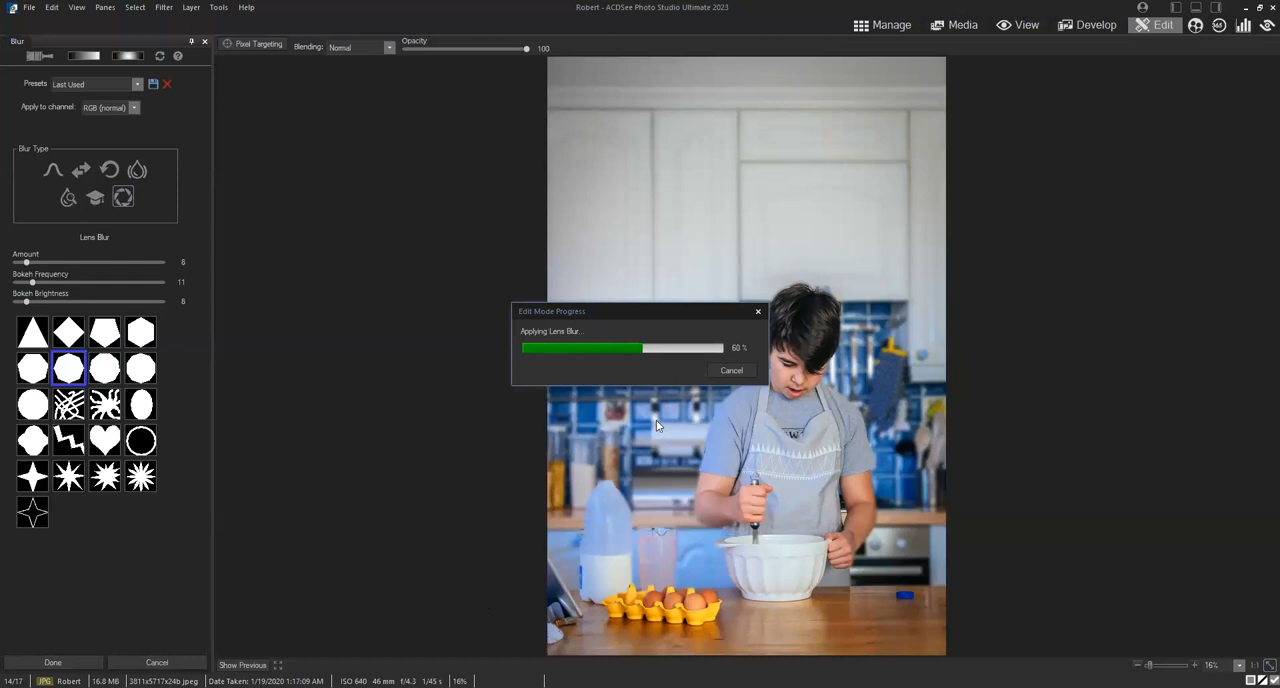 File Edit View Panes Select Filter Layer Tools Help
Robert - ACDSee Photo Studio Ultimate 2023
Manage Media View Develop Edit 365
Blur
Pixel Targeting Blending: Normal Opacity 100
Presets Last Used
Apply to channel: RGB (normal)
Blur Type
Lens Blur
Amount 8
Bokeh Frequency 11
Bokeh Brightness 8
Edit Mode Progress
Applying Lens Blur...
60 %
Cancel
Done Cancel
Show Previous
16% 1:1
14/17 JPG Robert 16.8 MB 3811x5717x24b jpeg Date Taken: 1/19/2020 1:17:09 AM ISO 640 46 mm f/4.3 1/45 s 16%